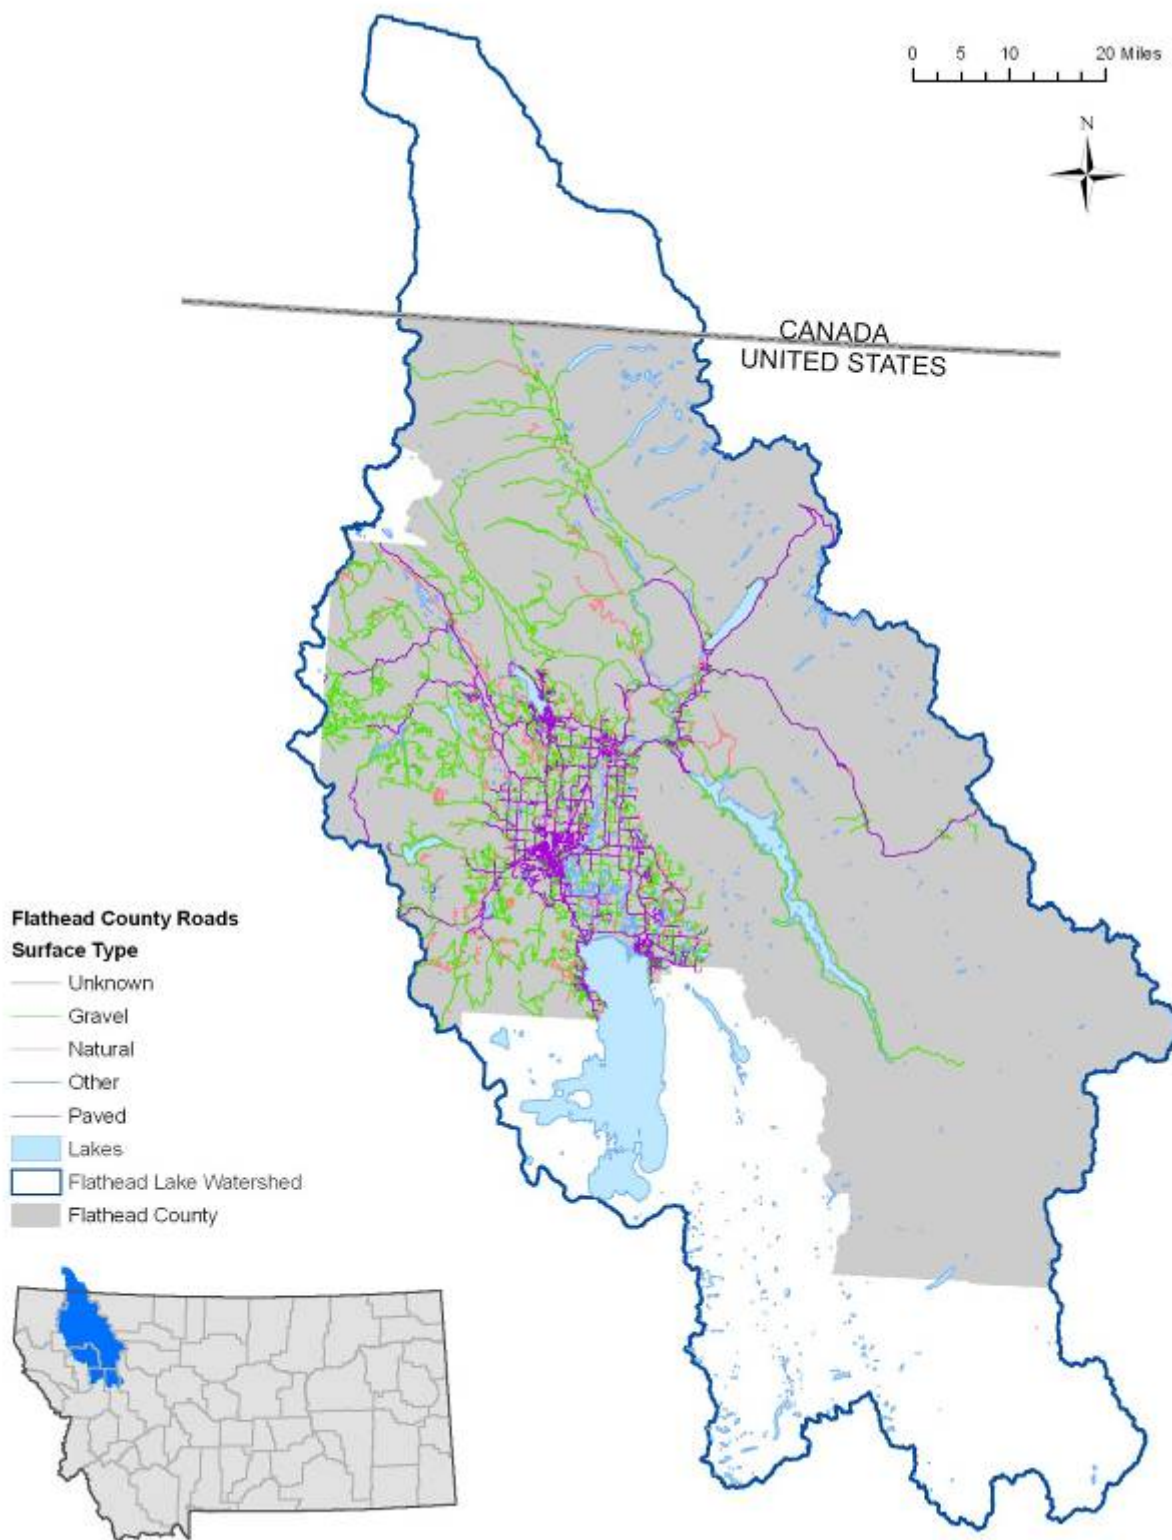 0 5 10 20 Miles
N
CANADA
UNITED STATES
Flathead County Roads
Surface Type
Unknown
Gravel
Natural
Other
Paved
Lakes
Flathead Lake Watershed
Flathead County